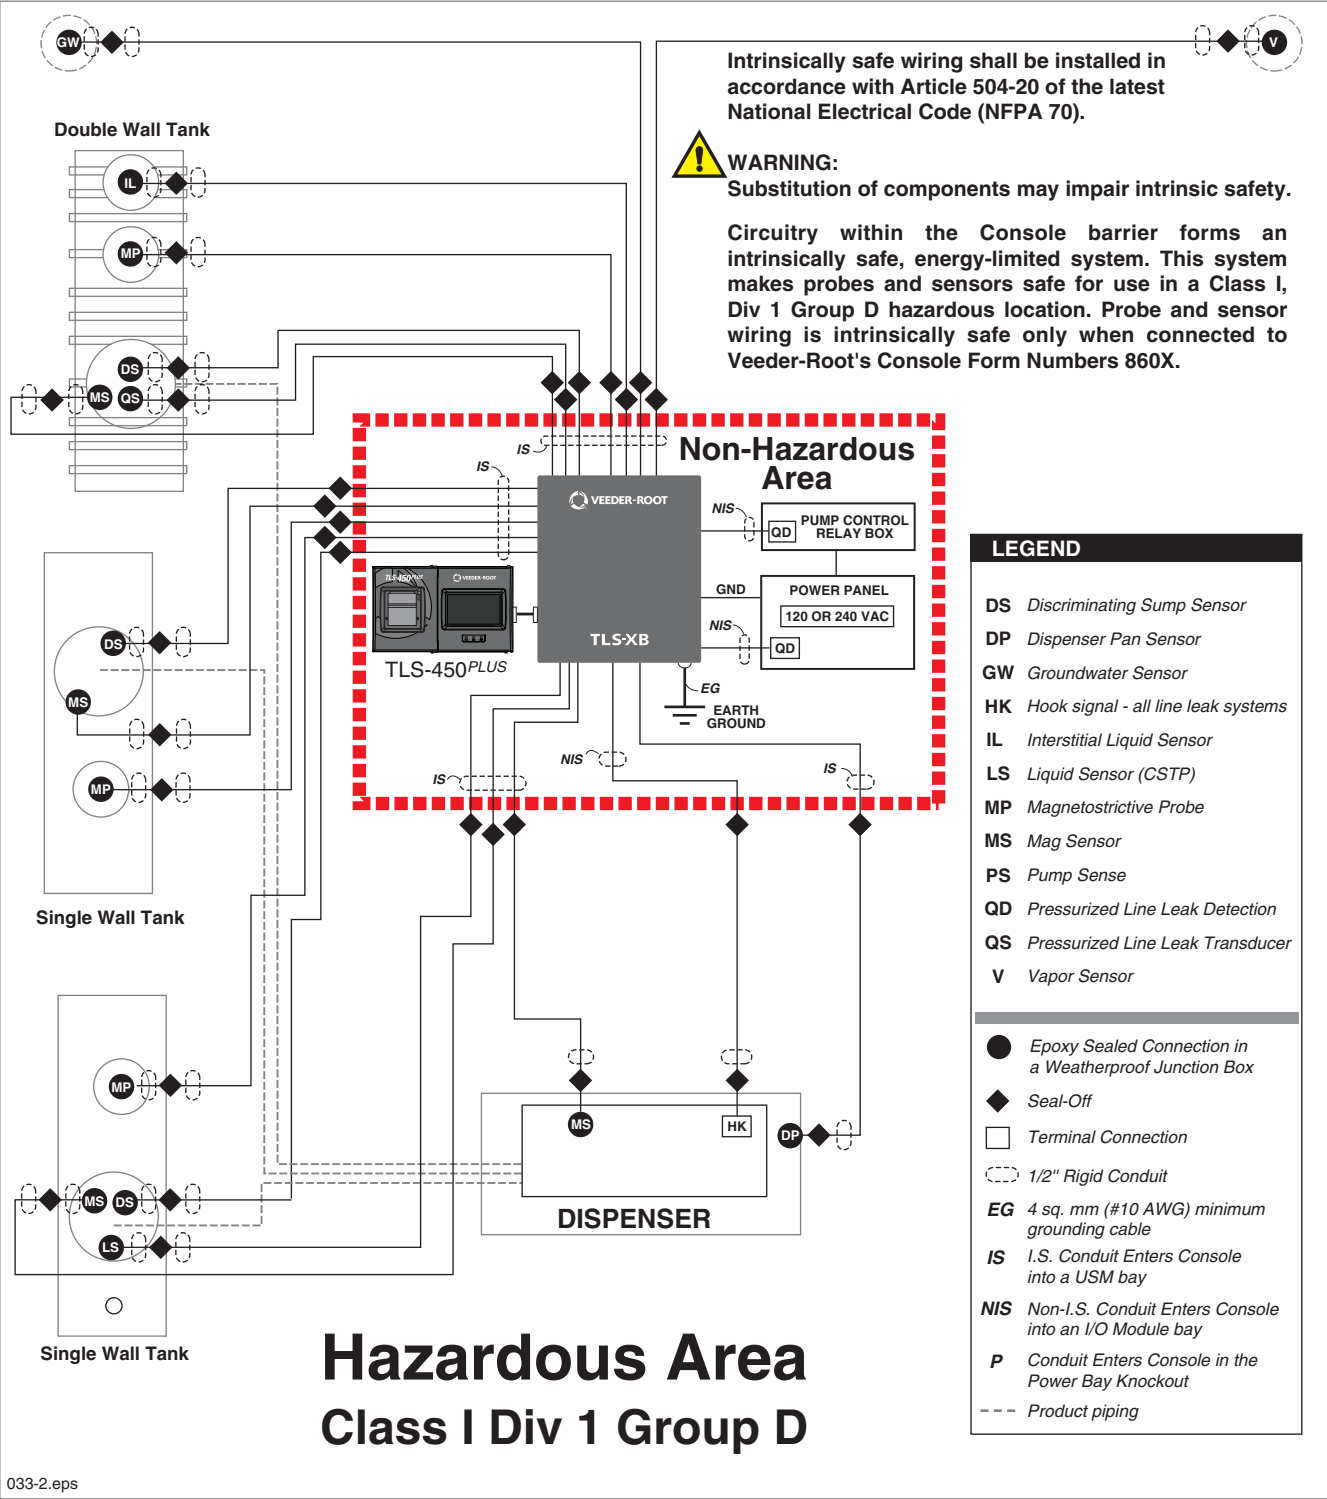 GW
V
Intrinsically safe wiring shall be installed in
accordance with Article 504-20 of the latest
National Electrical Code (NFPA 70).
WARNING:
Substitution of components may impair intrinsic safety.
Circuitry within the Console barrier forms an
intrinsically safe, energy-limited system. This system
makes probes and sensors safe for use in a Class I,
Div 1 Group D hazardous location. Probe and sensor
wiring is intrinsically safe only when connected to
Veeder-Root's Console Form Numbers 860X.
Double Wall Tank
IL
MP
DS
MS QS
IS
IS
Non-Hazardous
Area
VEEDER-ROOT
NIS
QD
PUMP CONTROL
RELAY BOX
GND
POWER PANEL
120 OR 240 VAC
NIS
QD
TLS-450PLUS
VEEDER-ROOT
TLS-XB
TLS-450PLUS
EG
EARTH
GROUND
NIS
IS
IS
DS
MS
MP
Single Wall Tank
MP
MS DS
LS
Single Wall Tank
MS
HK
DP
DISPENSER
LEGEND
DS Discriminating Sump Sensor
DP Dispenser Pan Sensor
GW Groundwater Sensor
HK Hook signal - all line leak systems
IL Interstitial Liquid Sensor
LS Liquid Sensor (CSTP)
MP Magnetostrictive Probe
MS Mag Sensor
PS Pump Sense
QD Pressurized Line Leak Detection
QS Pressurized Line Leak Transducer
V Vapor Sensor
Epoxy Sealed Connection in
a Weatherproof Junction Box
Seal-Off
Terminal Connection
1/2" Rigid Conduit
EG 4 sq. mm (#10 AWG) minimum
grounding cable
IS I.S. Conduit Enters Console
into a USM bay
NIS Non-I.S. Conduit Enters Console
into an I/O Module bay
P Conduit Enters Console in the
Power Bay Knockout
Product piping
Hazardous Area
Class I Div 1 Group D
033-2.eps